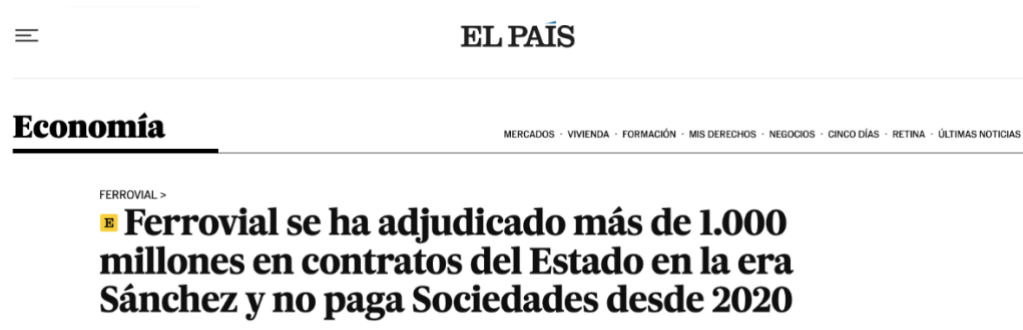 EL PAÍS
Economía
MERCADOS · VIVIENDA · FORMACIÓN · MIS DERECHOS · NEGOCIOS · CINCO DÍAS · RETINA · ÚLTIMAS NOTICIAS
FERROVIAL >
E Ferrovial se ha adjudicado más de 1.000
millones en contratos del Estado en la era
Sánchez y no paga Sociedades desde 2020